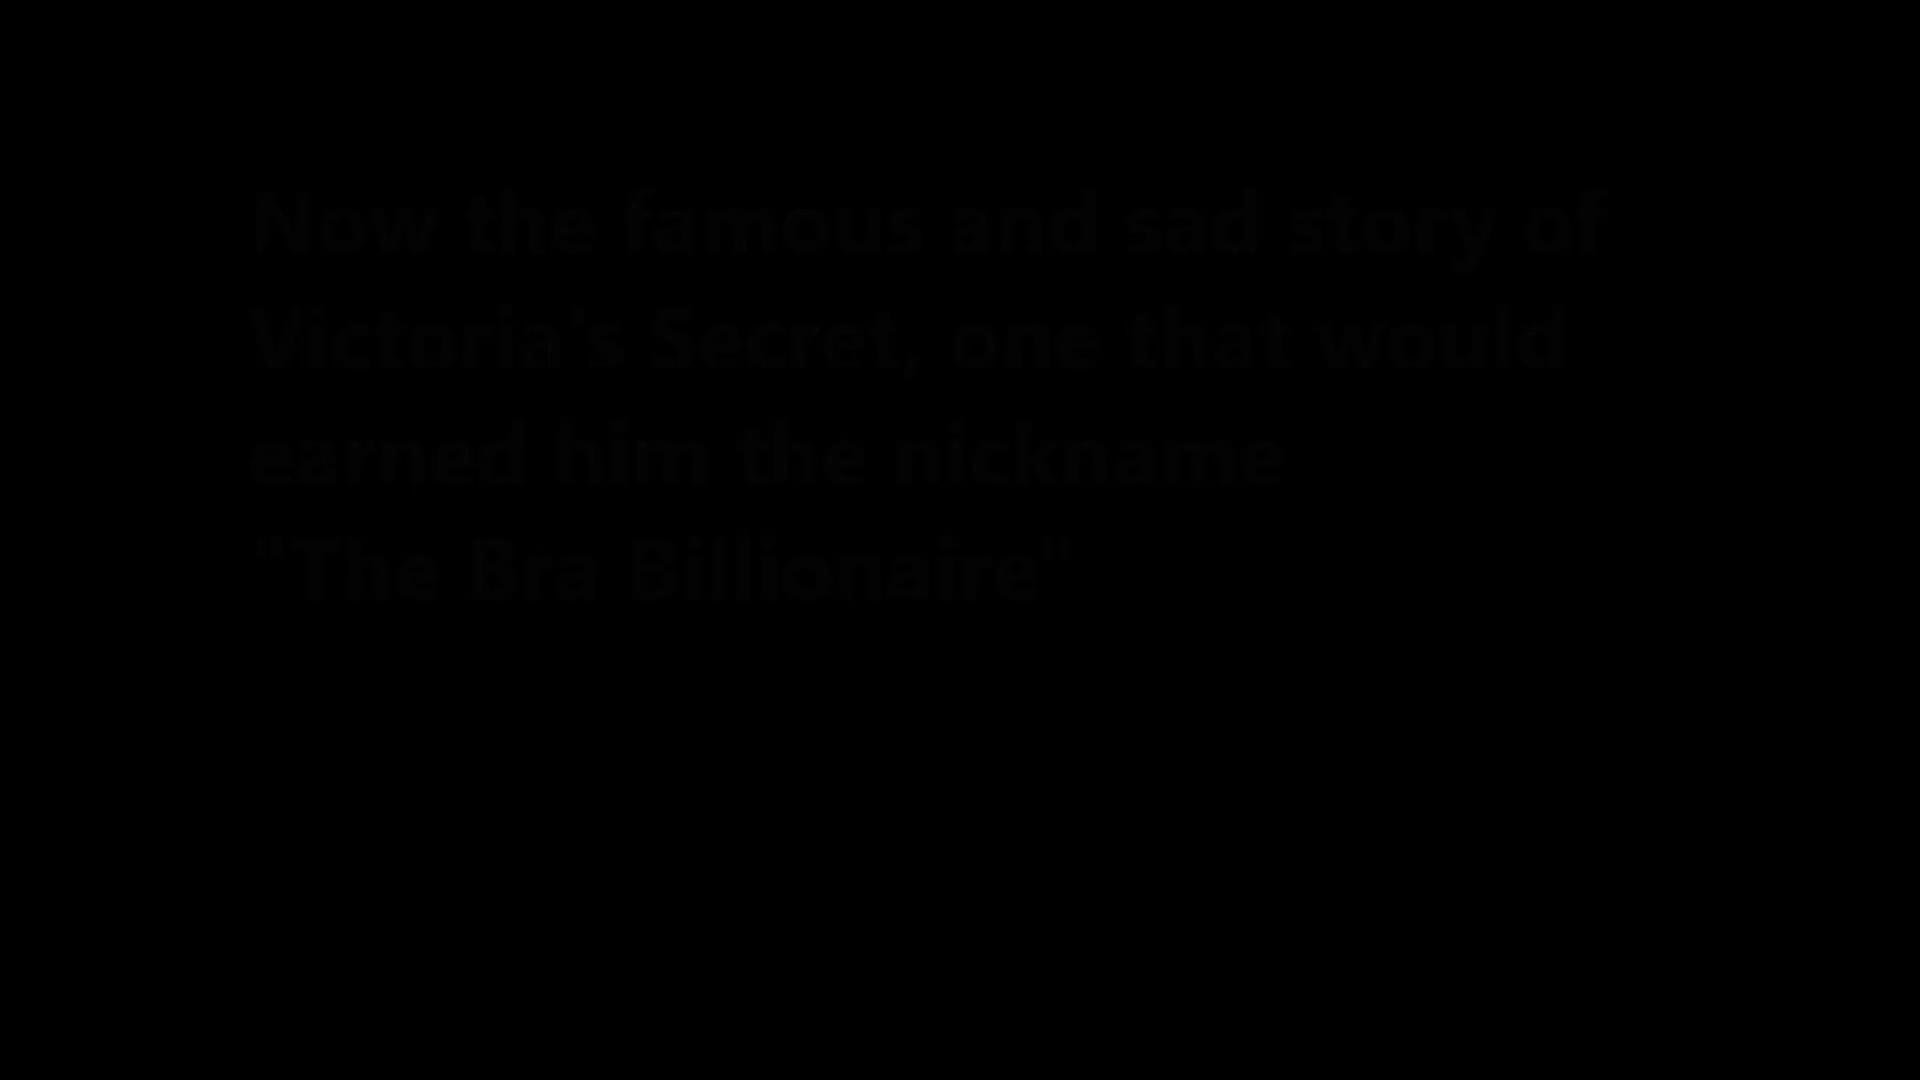 Now the famous and sad story of
Victoria's Secret, one that would
earned him the nickname
"The Bra Billionaire"